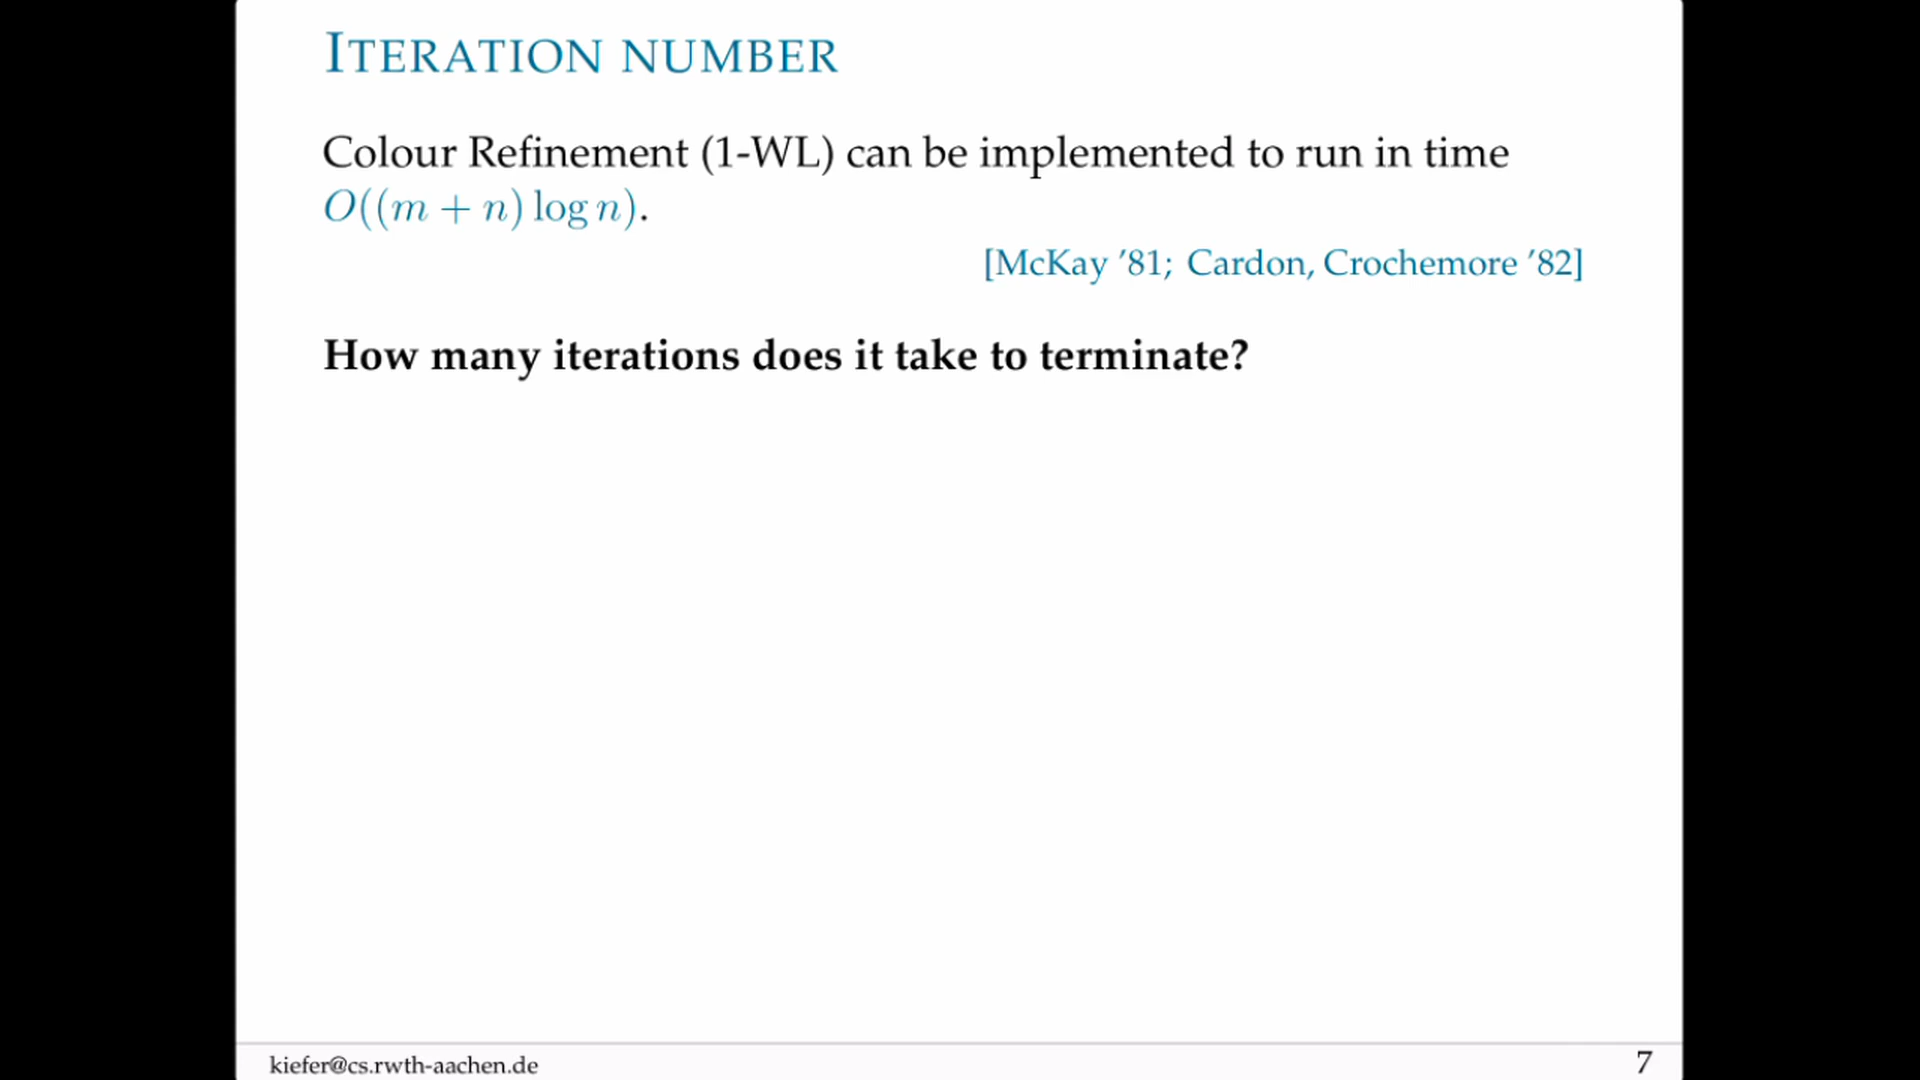 ITERATION NUMBER
Colour Refinement (1-WL) can be implemented to run in time
O((m + n) log n).
[McKay ’81; Cardon, Crochemore ’82]
How many iterations does it take to terminate?
kiefer@cs.rwth-aachen.de
7